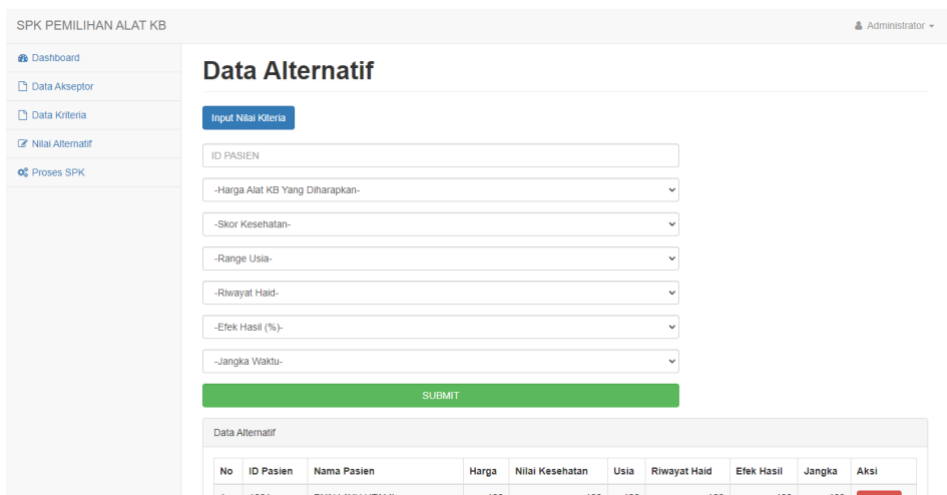 SPK PEMILIHAN ALAT KB
Administrator
Dashboard
Data Akseptor
Data Kriteria
Nilai Alternatif
Proses SPK
Data Alternatif
Input Nilai Kiteria
ID PASIEN
-Harga Alat KB Yang Diharapkan-
-Skor Kesehatan-
-Range Usia-
-Riwayat Haid-
-Efek Hasil (%)-
-Jangka Waktu-
SUBMIT
Data Alternatif
No ID Pasien Nama Pasien Harga Nilai Kesehatan Usia Riwayat Haid Efek Hasil Jangka Aksi